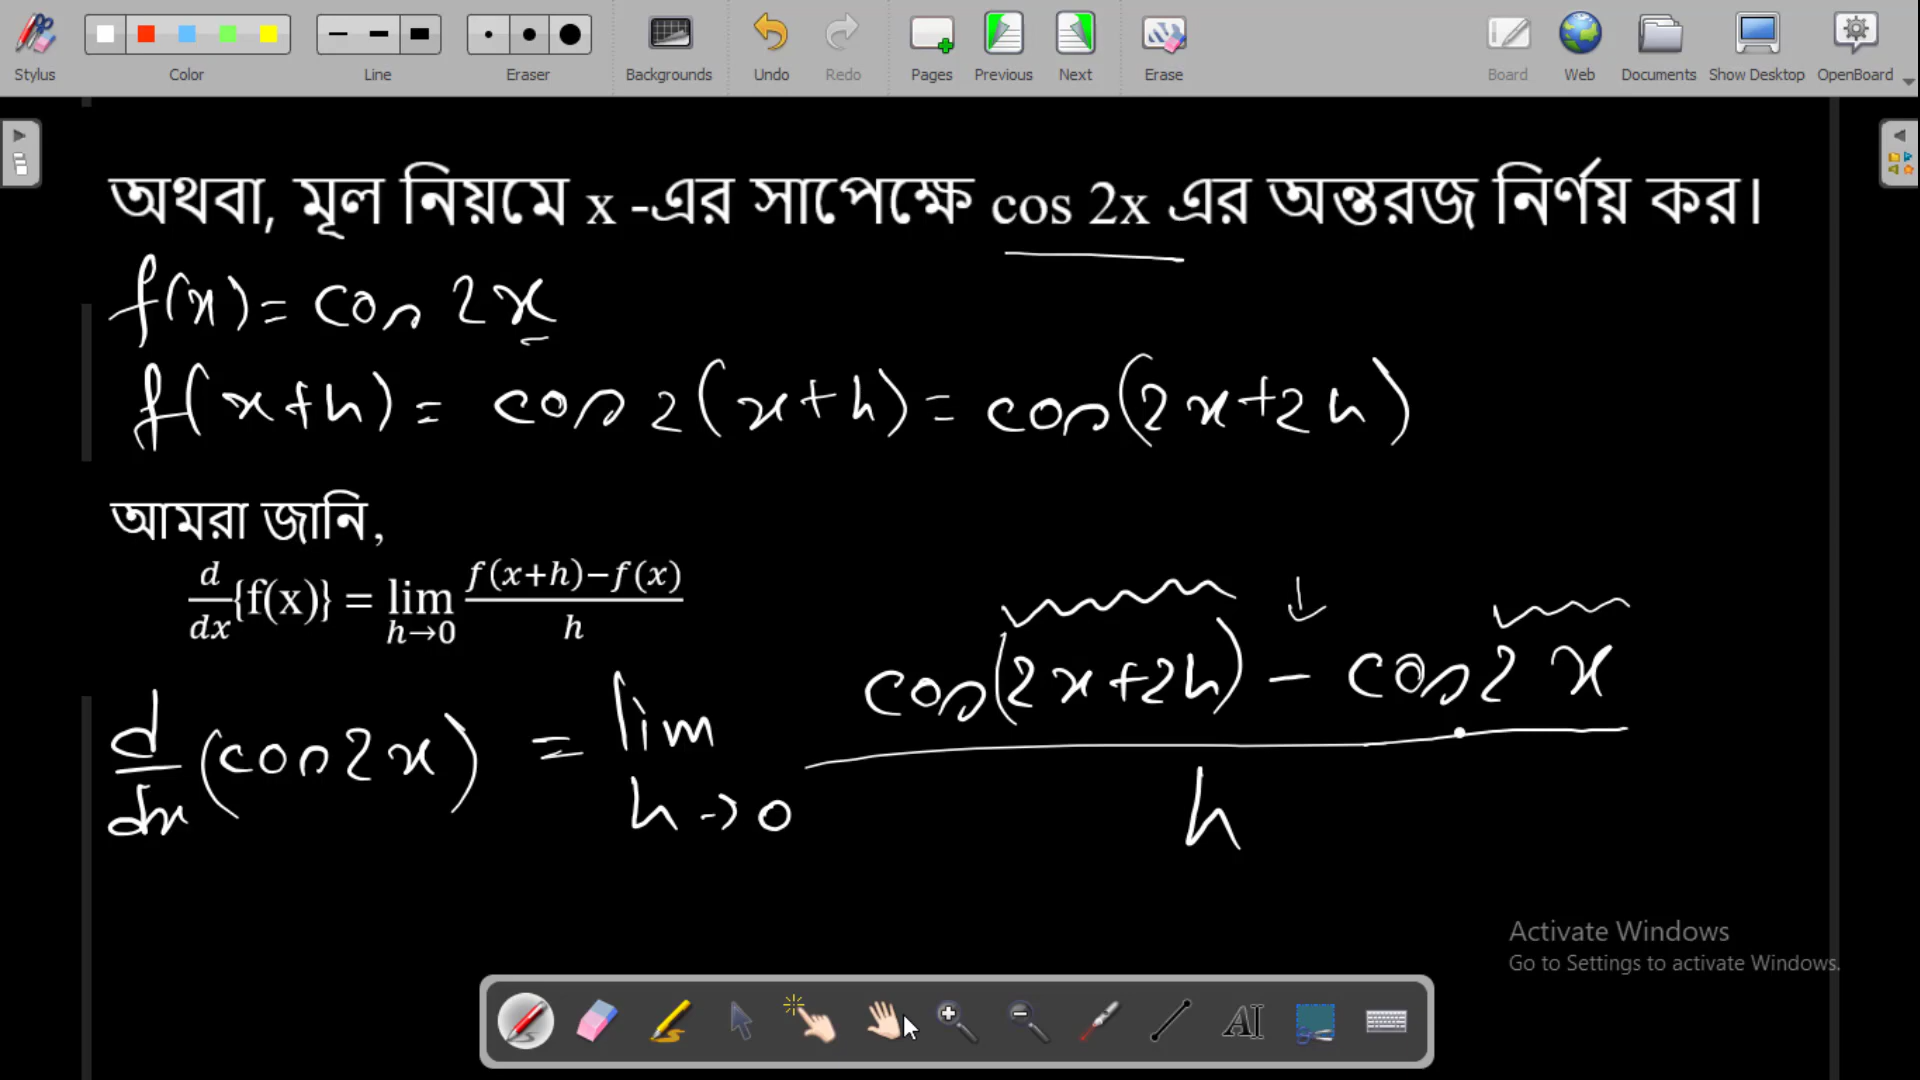 Stylus Color Line Eraser Backgrounds Undo Redo Pages Previous Next Erase Board Web Documents Show Desktop OpenBoard
অথবা, মূল নিয়মে x -এর সাপেক্ষে cos 2x এর অন্তরজ নির্ণয় কর।
f(x) = cos 2x
f(x+h) = cos 2(x+h) = cos(2x+2h)
আমরা জানি,
d/dx {f(x)} = lim h→0 f(x+h)−f(x) / h
d/dx (cos 2x) = lim h→0 cos(2x+2h) − cos 2x / h
Activate Windows
Go to Settings to activate Windows.
AI